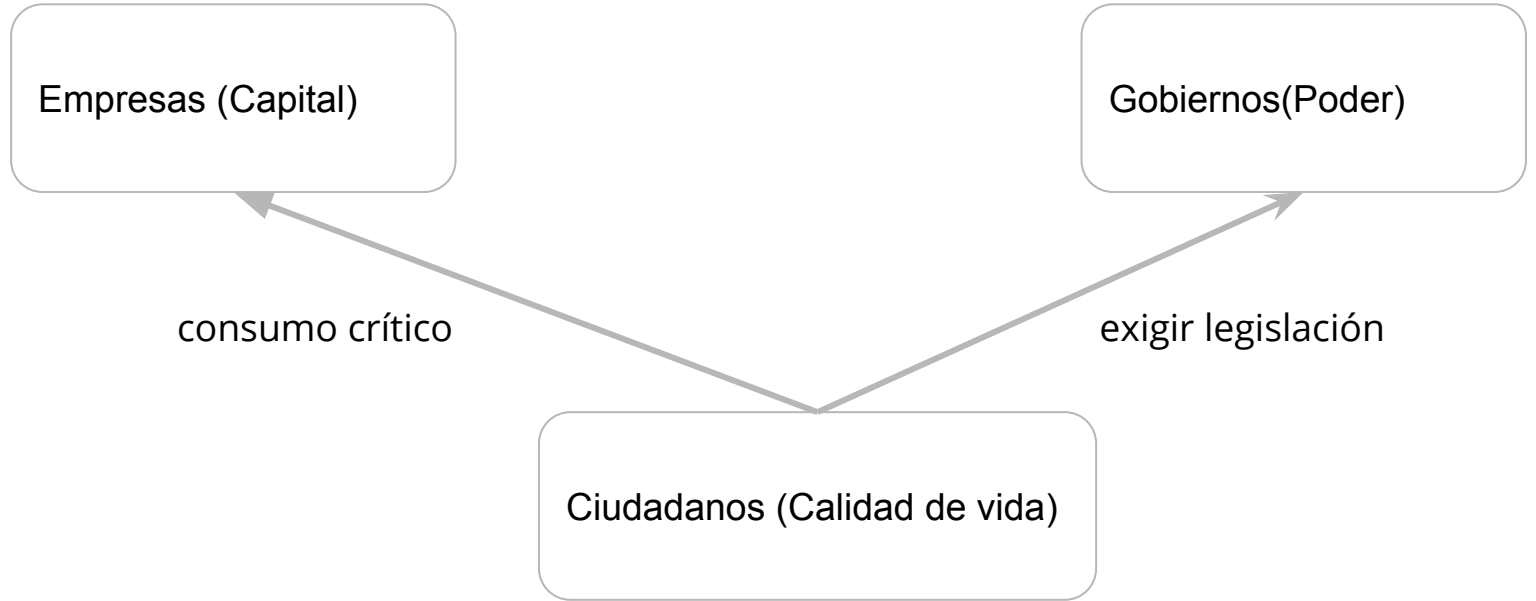 Empresas (Capital)
Gobiernos(Poder)
consumo crítico
exigir legislación
Ciudadanos (Calidad de vida)